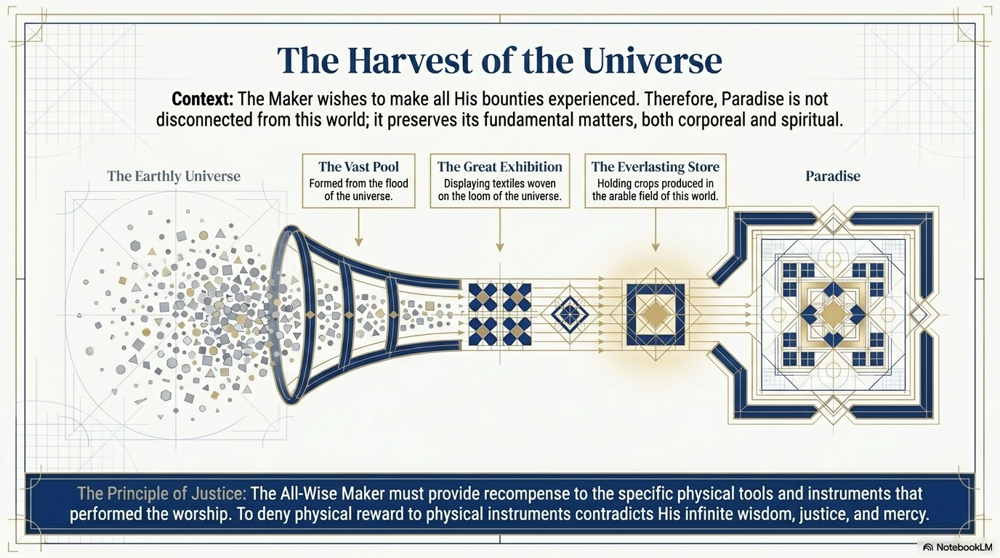 The Harvest of the Universe
Context: The Maker wishes to make all His bounties experienced. Therefore, Paradise is not
disconnected from this world; it preserves its fundamental matters, both corporeal and spiritual.
The Earthly Universe
The Vast Pool
Formed from the flood
of the universe.
The Great Exhibition
Displaying textiles woven
on the loom of the universe.
The Everlasting Store
Holding crops produced in
the arable field of this world.
Paradise
The Principle of Justice: The All-Wise Maker must provide recompense to the specific physical tools and instruments that
performed the worship. To deny physical reward to physical instruments contradicts His infinite wisdom, justice, and mercy.
NotebookLM